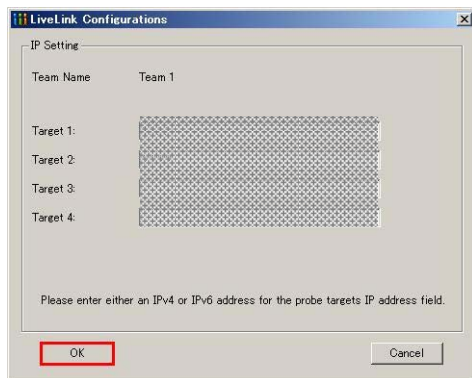 LiveLink Configurations
IP Setting
Team Name Team 1
Target 1:
Target 2:
Target 3:
Target 4:
Please enter either an IPv4 or IPv6 address for the probe targets IP address field.
OK Cancel